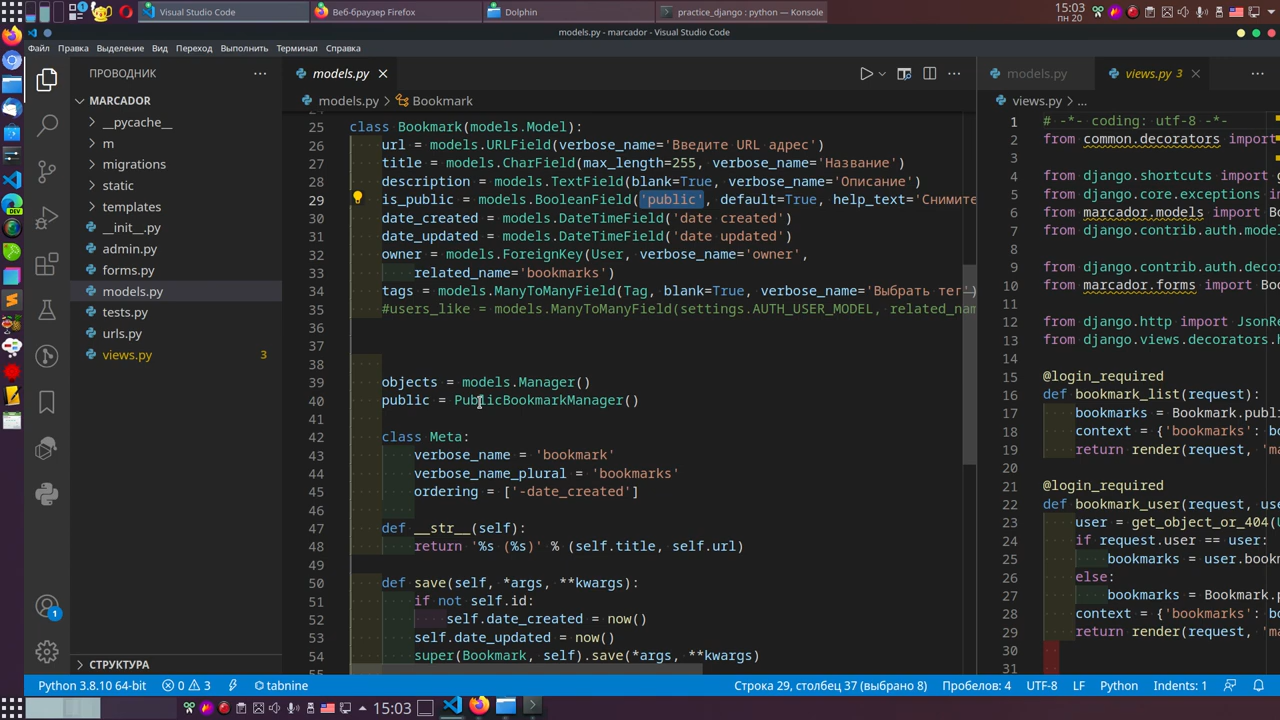 Visual Studio Code
Веб-браузер Firefox
Dolphin
practice_django : python — Konsole
15:03
пн 20
models.py - marcador - Visual Studio Code
Файл Правка Выделение Вид Переход Выполнить Терминал Справка
ПРОВОДНИК
MARCADOR
__pycache__
m
migrations
static
templates
__init__.py
admin.py
forms.py
models.py
tests.py
urls.py
views.py 3
СТРУКТУРА
models.py
models.py > Bookmark
25 class Bookmark(models.Model):
26 url = models.URLField(verbose_name='Введите URL адрес')
27 title = models.CharField(max_length=255, verbose_name='Название')
28 description = models.TextField(blank=True, verbose_name='Описание')
29 is_public = models.BooleanField('public', default=True, help_text='Снимите
30 date_created = models.DateTimeField('date created')
31 date_updated = models.DateTimeField('date updated')
32 owner = models.ForeignKey(User, verbose_name='owner',
33 related_name='bookmarks')
34 tags = models.ManyToManyField(Tag, blank=True, verbose_name='Выбрать тег')
35 #users_like = models.ManyToManyField(settings.AUTH_USER_MODEL, related_na
36
37
38
39 objects = models.Manager()
40 public = PublicBookmarkManager()
41
42 class Meta:
43 verbose_name = 'bookmark'
44 verbose_name_plural = 'bookmarks'
45 ordering = ['-date_created']
46
47 def __str__(self):
48 return '%s (%s)' % (self.title, self.url)
49
50 def save(self, *args, **kwargs):
51 if not self.id:
52 self.date_created = now()
53 self.date_updated = now()
54 super(Bookmark, self).save(*args, **kwargs)
models.py
views.py 3
views.py > ...
1 # -*- coding: utf-8 -*-
2 from common.decorators import
3
4 from django.shortcuts import g
5 from django.core.exceptions im
6 from marcador.models import Bo
7 from django.contrib.auth.model
8
9 from django.contrib.auth.decor
10 from marcador.forms import Boo
11
12 from django.http import JsonRe
13 from django.views.decorators.h
14
15 @login_required
16 def bookmark_list(request):
17 bookmarks = Bookmark.publi
18 context = {'bookmarks': bo
19 return render(request, 'ma
20
21 @login_required
22 def bookmark_user(request, use
23 user = get_object_or_404(U
24 if request.user == user:
25 bookmarks = user.book
26 else:
27 bookmarks = Bookmark.p
28 context = {'bookmarks': bo
29 return render(request, 'ma
30
31
Python 3.8.10 64-bit
0
3
tabnine
Строка 29, столбец 37 (выбрано 8)
Пробелов: 4
UTF-8
LF
Python
Indents: 1
15:03